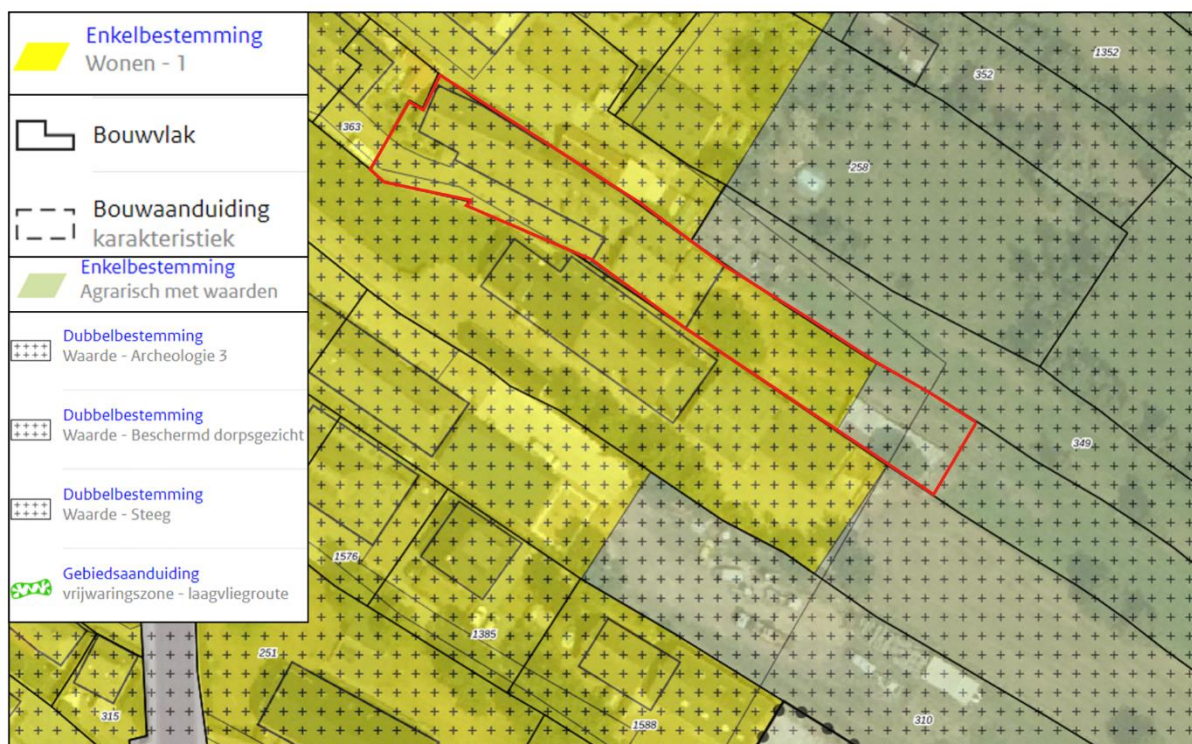 Enkelbestemming
Wonen - 1
Bouwvlak
Bouwaanduiding
karakteristiek
Enkelbestemming
Agrarisch met waarden
Dubbelbestemming
Waarde - Archeologie 3
Dubbelbestemming
Waarde - Beschermd dorpsgezicht
Dubbelbestemming
Waarde - Steeg
Gebiedsaanduiding
vrijwaringszone - laagvliegroute
1352
352
363
258
349
1576
1385
251
315
1588
310